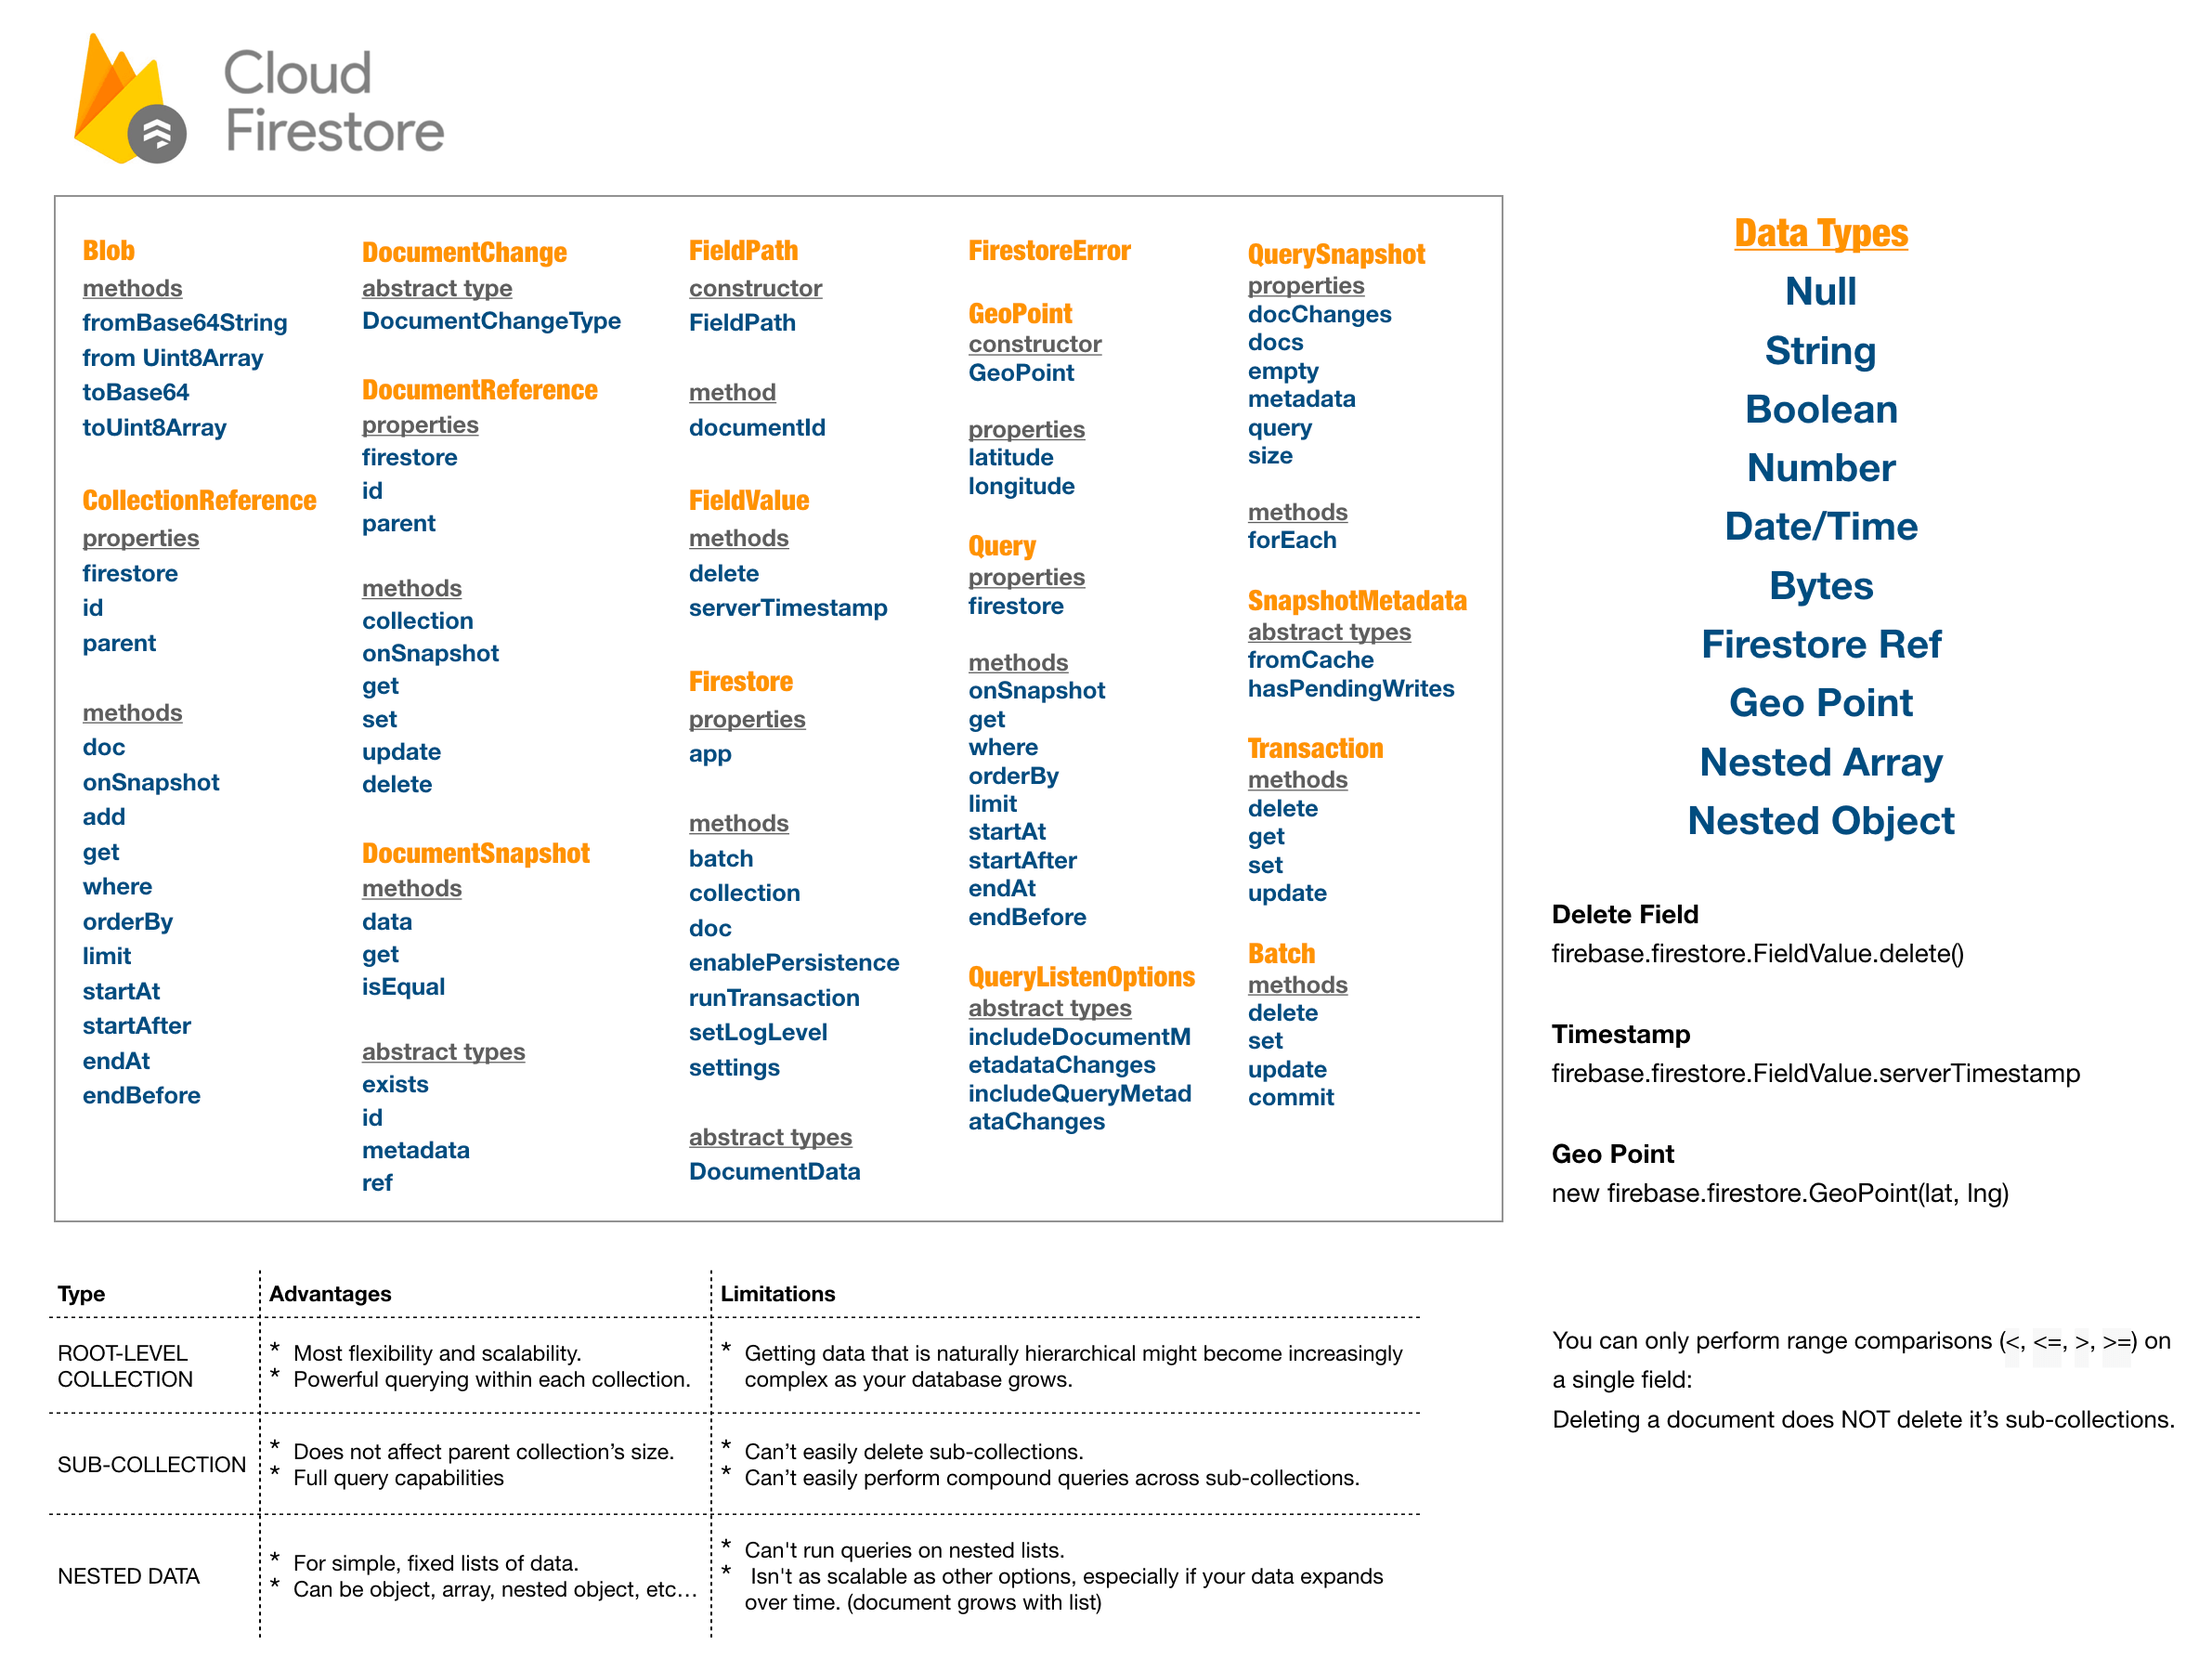 Cloud
Firestore
Blob
methods
fromBase64String
from Uint8Array
toBase64
toUint8Array
CollectionReference
properties
firestore
id
parent
methods
doc
onSnapshot
add
get
where
orderBy
limit
startAt
startAfter
endAt
endBefore
DocumentChange
abstract type
DocumentChangeType
DocumentReference
properties
firestore
id
parent
methods
collection
onSnapshot
get
set
update
delete
DocumentSnapshot
methods
data
get
isEqual
abstract types
exists
id
metadata
ref
FieldPath
constructor
FieldPath
method
documentId
FieldValue
methods
delete
serverTimestamp
Firestore
properties
app
methods
batch
collection
doc
enablePersistence
runTransaction
setLogLevel
settings
abstract types
DocumentData
FirestoreError
GeoPoint
constructor
GeoPoint
properties
latitude
longitude
Query
properties
firestore
methods
onSnapshot
get
where
orderBy
limit
startAt
startAfter
endAt
endBefore
QueryListenOptions
abstract types
includeDocumentM
etadataChanges
includeQueryMetad
ataChanges
QuerySnapshot
properties
docChanges
docs
empty
metadata
query
size
methods
forEach
SnapshotMetadata
abstract types
fromCache
hasPendingWrites
Transaction
methods
delete
get
set
update
Batch
methods
delete
set
update
commit
Data Types
Null
String
Boolean
Number
Date/Time
Bytes
Firestore Ref
Geo Point
Nested Array
Nested Object
Delete Field
firebase.firestore.FieldValue.delete()
Timestamp
firebase.firestore.FieldValue.serverTimestamp
Geo Point
new firebase.firestore.GeoPoint(lat, lng)
Type Advantages Limitations
ROOT-LEVEL
COLLECTION
* Most flexibility and scalability.
* Powerful querying within each collection.
* Getting data that is naturally hierarchical might become increasingly
complex as your database grows.
SUB-COLLECTION
* Does not affect parent collection’s size.
* Full query capabilities
* Can’t easily delete sub-collections.
* Can’t easily perform compound queries across sub-collections.
NESTED DATA
* For simple, fixed lists of data.
* Can be object, array, nested object, etc…
* Can't run queries on nested lists.
* Isn't as scalable as other options, especially if your data expands
over time. (document grows with list)
You can only perform range comparisons (<, <=, >, >=) on
a single field:
Deleting a document does NOT delete it’s sub-collections.